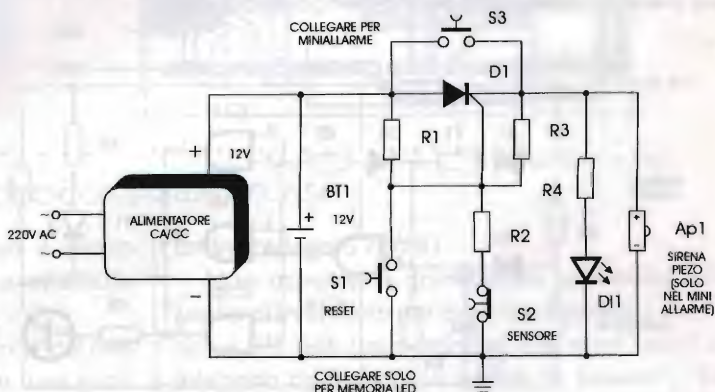 COLLEGARE PER
MINIALLARME
S3
D1
R1
R3
+ 12V
BT1
+ 12V
R4
~
220V AC
~
ALIMENTATORE
CA/CC
R2
+
-
Ap1
SIRENA
PIEZO
(SOLO
NEL MINI
ALLARME)
S1
RESET
S2
SENSORE
Dl1
-
COLLEGARE SOLO
PER MEMORIA LED